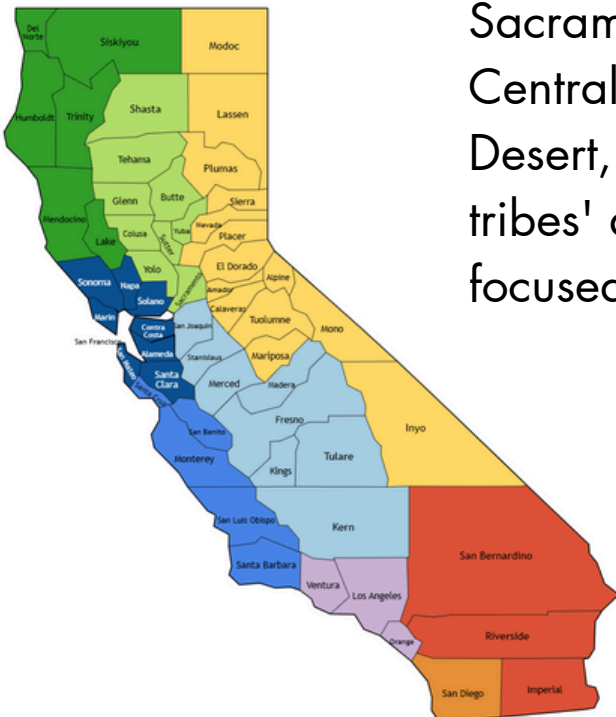 Sacram
Central
Desert,
tribes'
focused
Del
Norte
Siskiyou
Modoc
Humboldt
Trinity
Shasta
Lassen
Tehama
Plumas
Mendocino
Glenn
Butte
Sierra
Lake
Colusa
Sutter
Yuba
Nevada
Placer
Yolo
El Dorado
Sonoma
Napa
Solano
Sacramento
Amador
Alpine
Marin
Calaveras
Tuolumne
Mono
San Francisco
Contra
Costa
San Joaquin
Alameda
Stanislaus
Mariposa
San Mateo
Santa
Clara
Merced
Madera
Santa Cruz
San Benito
Fresno
Inyo
Monterey
Kings
Tulare
San Luis Obispo
Kern
San Bernardino
Santa Barbara
Ventura
Los Angeles
Orange
Riverside
San Diego
Imperial